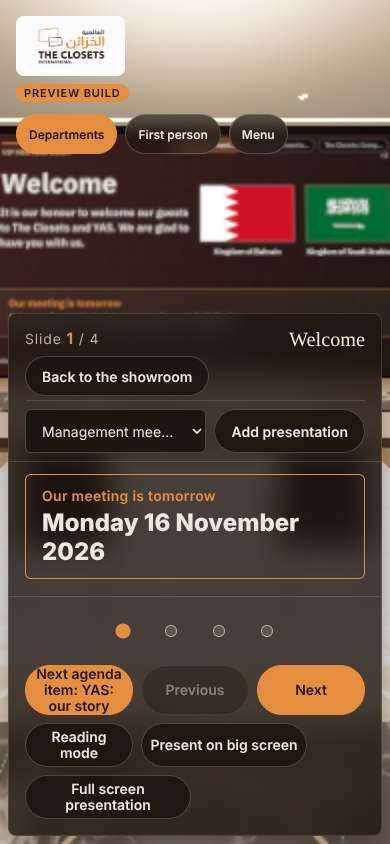 العالمية
الخزائن
THE CLOSETS
INTERNATIONAL
PREVIEW BUILD
Departments
First person
Menu
Welcome
It is our honour to welcome our guests
to The Closets and YAS. We are glad to
have you with us.
Kingdom of Bahrain
Kingdom of Saudi Arabia
Our meeting is tomorrow
Slide 1 / 4
Welcome
Back to the showroom
Management mee...
Add presentation
Our meeting is tomorrow
Monday 16 November
2026
Next agenda
item: YAS:
our story
Previous
Next
Reading
mode
Present on big screen
Full screen
presentation